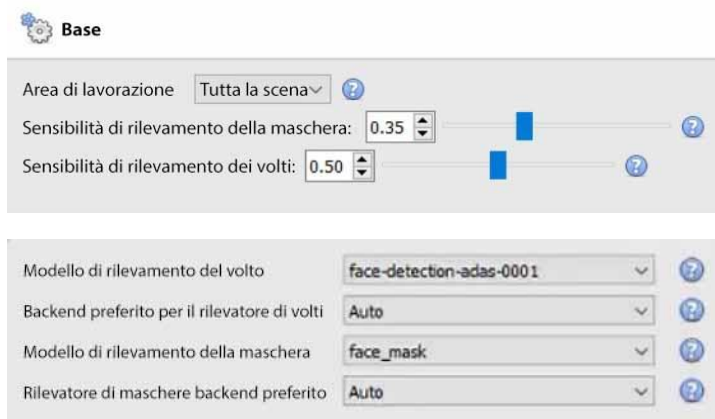 Base
Area di lavorazione Tutta la scena
Sensibilità di rilevamento della maschera: 0.35
Sensibilità di rilevamento dei volti: 0.50
Modello di rilevamento del volto face-detection-adas-0001
Backend preferito per il rilevatore di volti Auto
Modello di rilevamento della maschera face_mask
Rilevatore di maschere backend preferito Auto